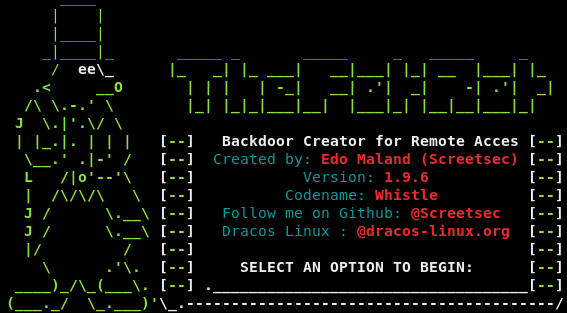 TheFatRat
Backdoor Creator for Remote Acces
Created by: Edo Maland (Screetsec)
Version: 1.9.6
Codename: Whistle
Follow me on Github: @Screetsec
Dracos Linux : @dracos-linux.org
SELECT AN OPTION TO BEGIN: